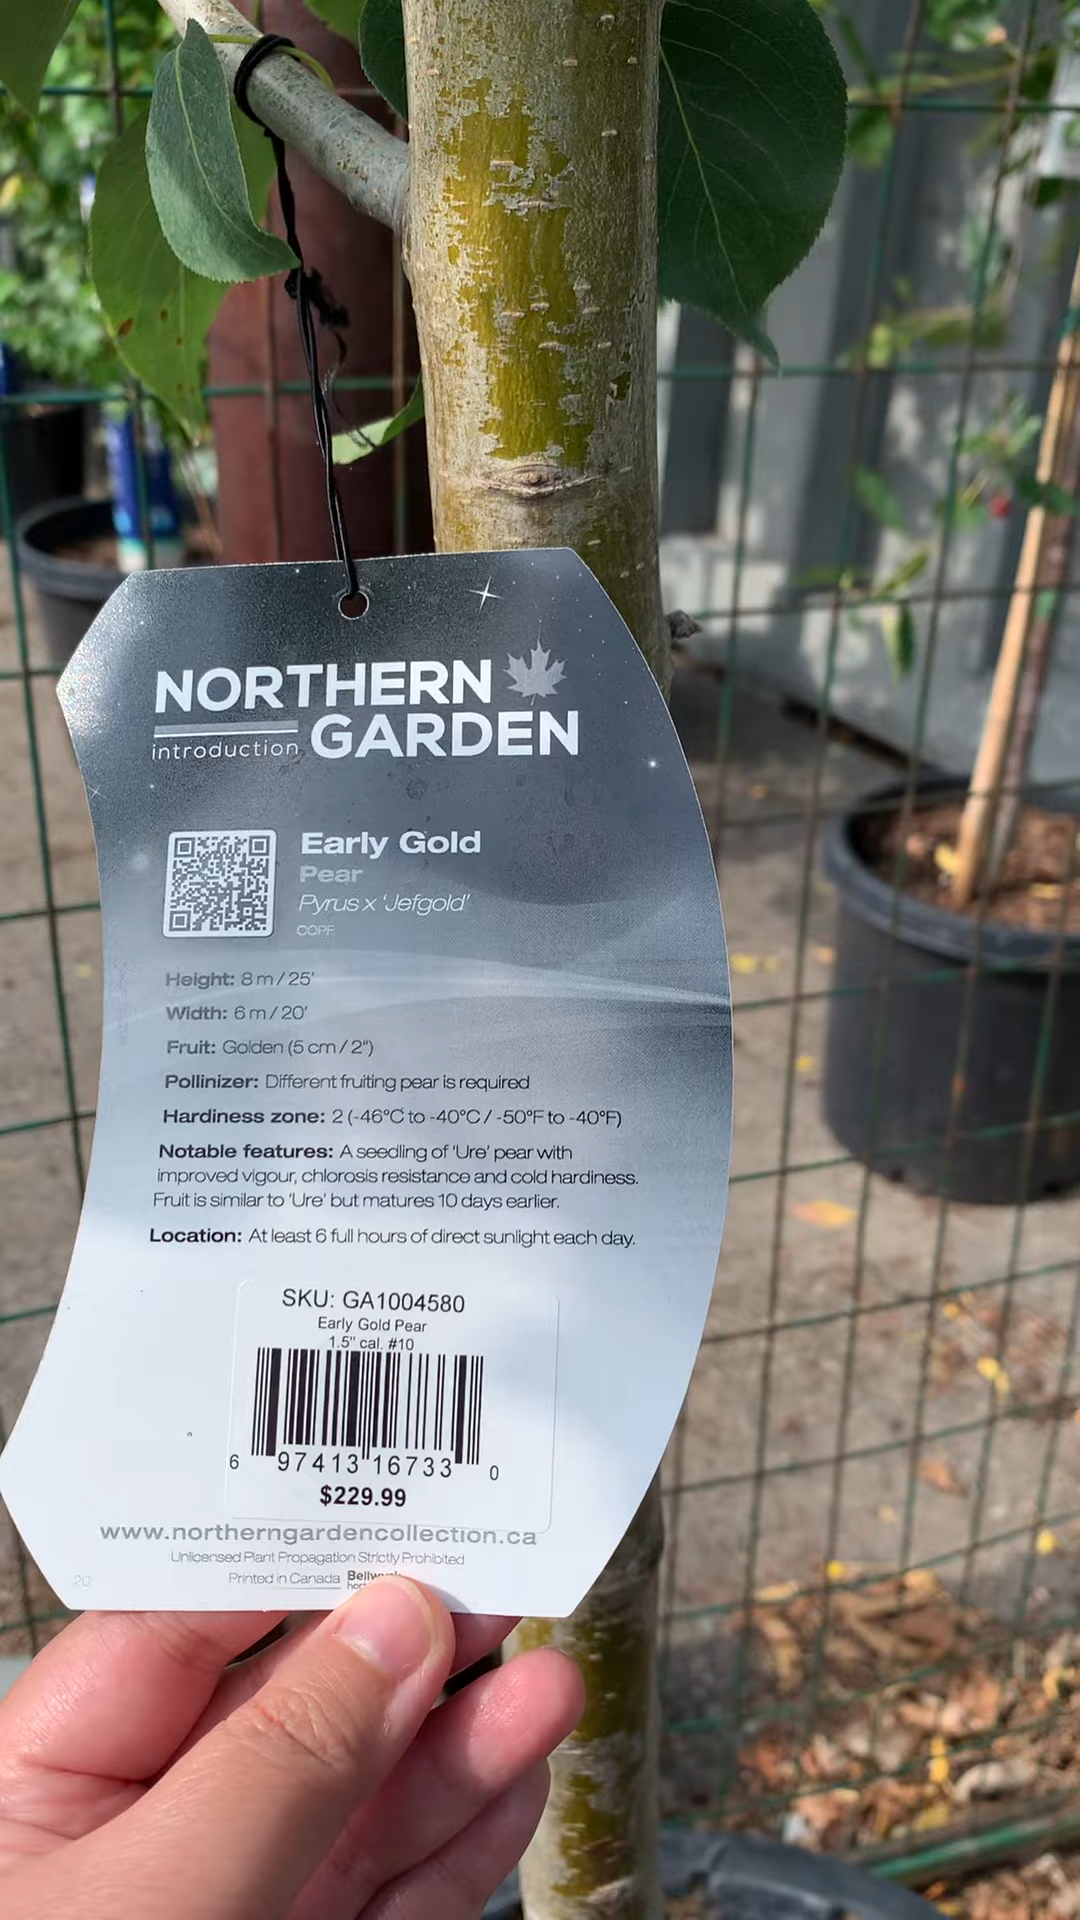 NORTHERN
introduction GARDEN
Early Gold
Pear
Pyrus x 'Jefgold'
COPF
Height: 8 m / 25'
Width: 6 m / 20'
Fruit: Golden (5 cm / 2")
Pollinizer: Different fruiting pear is required
Hardiness zone: 2 (-46°C to -40°C / -50°F to -40°F)
Notable features: A seedling of 'Ure' pear with
improved vigour, chlorosis resistance and cold hardiness.
Fruit is similar to 'Ure' but matures 10 days earlier.
Location: At least 6 full hours of direct sunlight each day.
SKU: GA1004580
Early Gold Pear
1.5" cal. #10
6 97413 16733 0
$229.99
www.northerngardencollection.ca
Unlicensed Plant Propagation Strictly Prohibited
Printed in Canada
20